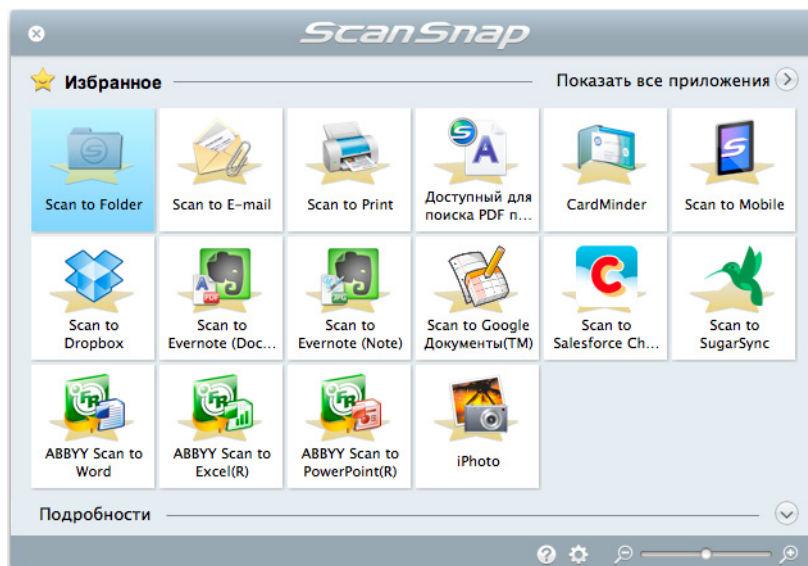 ScanSnap
Избранное
Показать все приложения
Scan to Folder
Scan to E-mail
Scan to Print
Доступный для
поиска PDF п...
CardMinder
Scan to Mobile
Scan to
Dropbox
Scan to
Evernote (Doc...
Scan to
Evernote (Note)
Scan to Google
Документы(TM)
Scan to
Salesforce Ch...
Scan to
SugarSync
ABBYY Scan to
Word
ABBYY Scan to
Excel(R)
ABBYY Scan to
PowerPoint(R)
iPhoto
Подробности